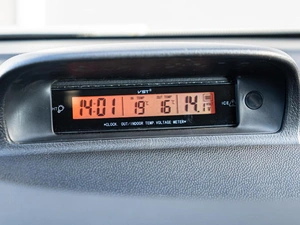 VST
14:01 19 16 14.1
•CLOCK, OUT/INDOOR TEMP, VOLTAGE METER•